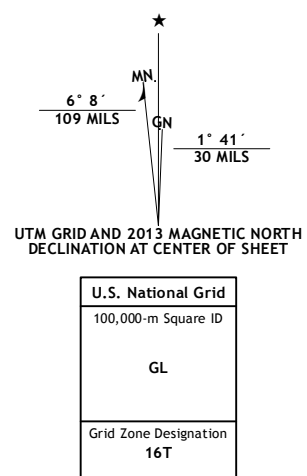 ★
MN.
6° 8´
109 MILS
GN
1° 41´
30 MILS
UTM GRID AND 2013 MAGNETIC NORTH
DECLINATION AT CENTER OF SHEET
U.S. National Grid
100,000-m Square ID
GL
Grid Zone Designation
16T